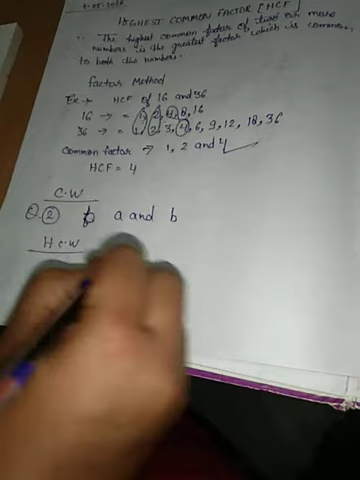 HIGHEST COMMON FACTOR [HCF]
The highest common factor of two or more
numbers is the greatest factor which is common
to both the numbers.
factors Method
Ex → HCF of 16 and 36
16 → = 1, 2, 4, 8, 16
36 → = 1, 2, 3, 4, 6, 9, 12, 18, 36
Common factor → 1, 2 and 4
HCF = 4
C.W
Q. 2 a and b
H.C.W